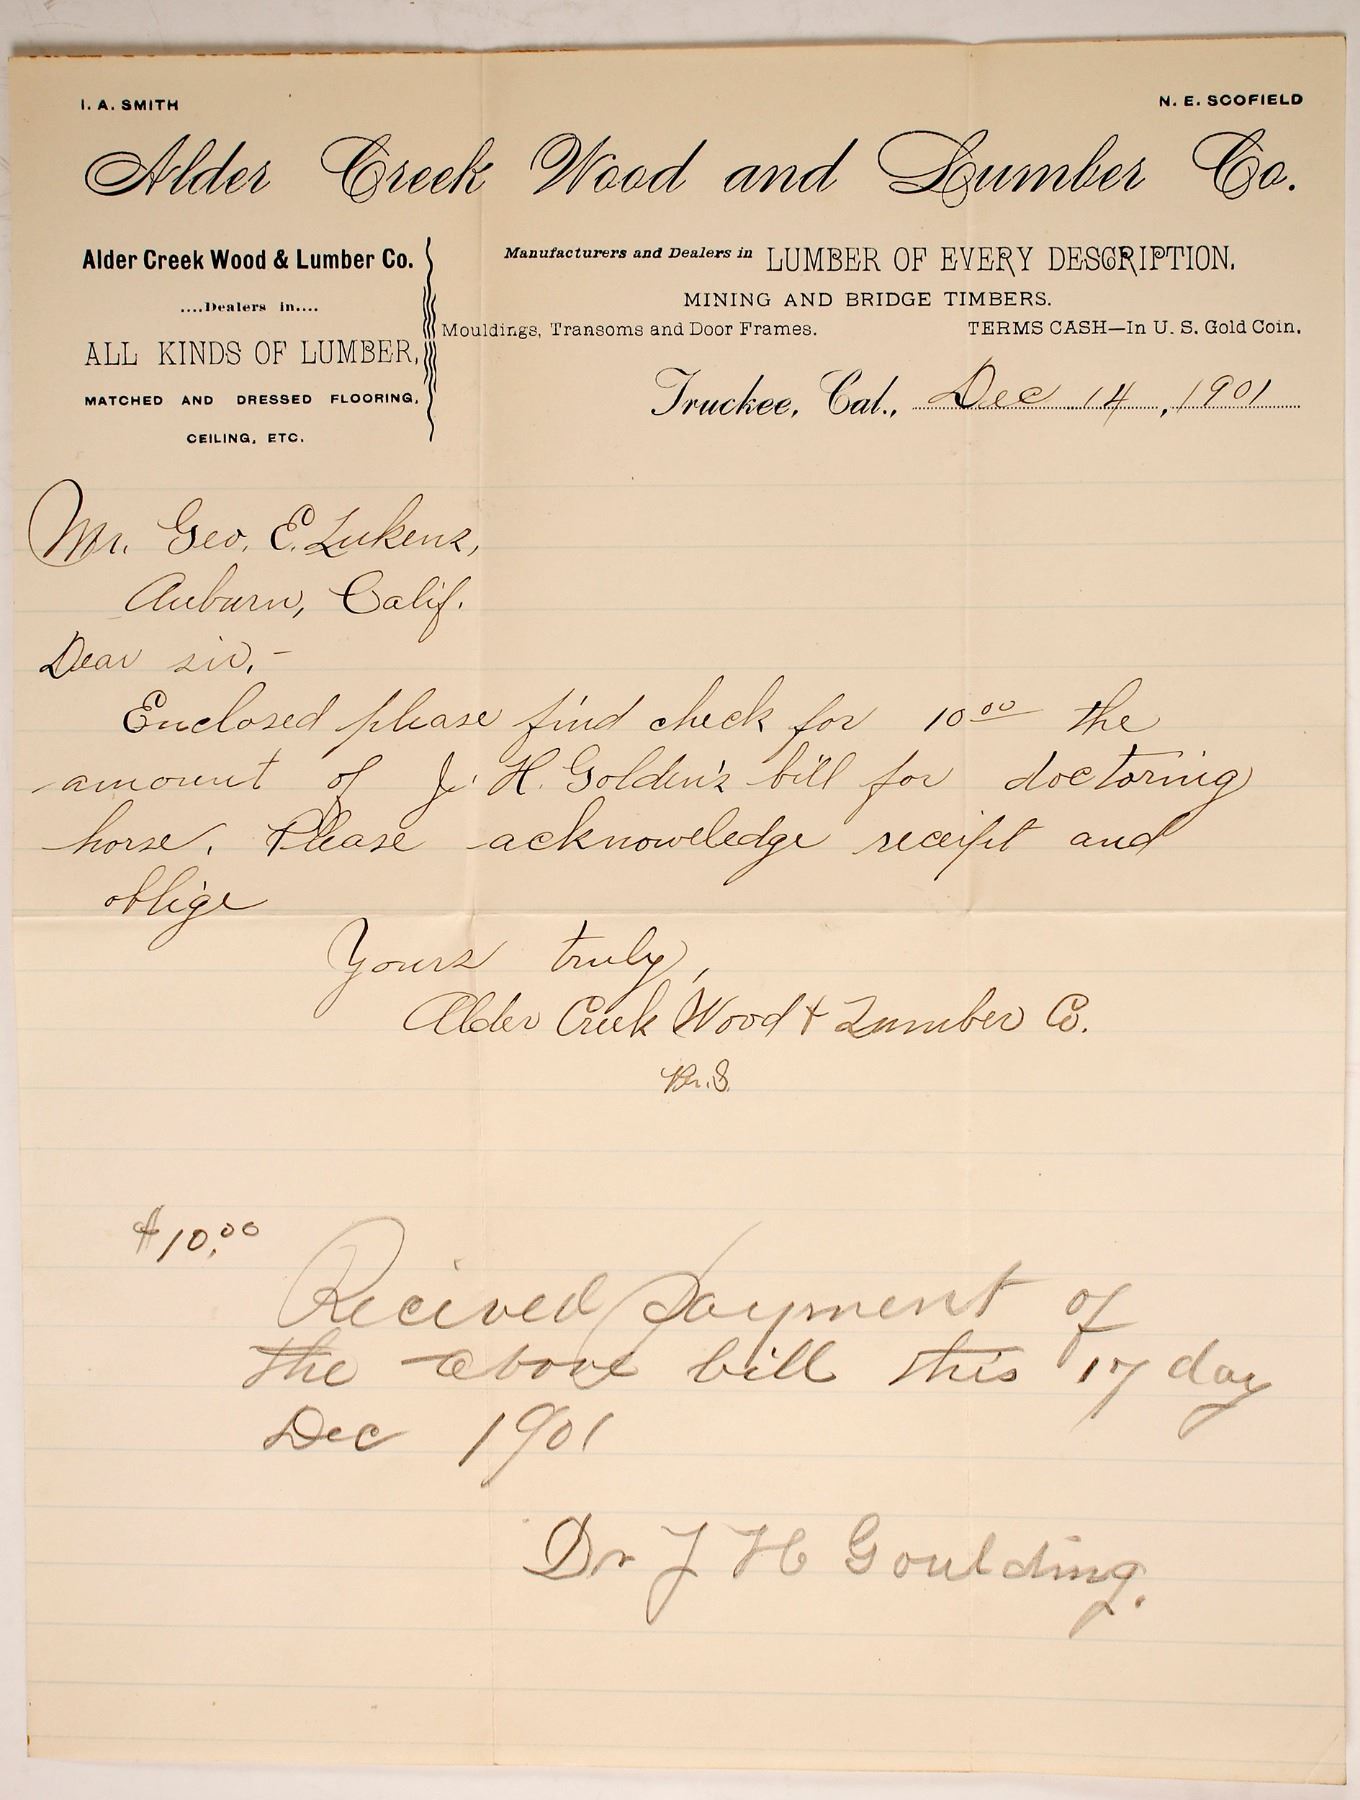 I. A. SMITH
N. E. SCOFIELD
Alder Creek Wood and Lumber Co.
Alder Creek Wood & Lumber Co.
....Dealers in....
ALL KINDS OF LUMBER,
MATCHED AND DRESSED FLOORING,
CEILING, ETC.
Manufacturers and Dealers in LUMBER OF EVERY DESCRIPTION.
MINING AND BRIDGE TIMBERS.
Mouldings, Transoms and Door Frames. TERMS CASH—In U. S. Gold Coin.
Truckee, Cal., Dec 14, 1901
Mr. Geo. E. Lukens,
Auburn, Calif.
Dear sir,-
Enclosed please find check for 10 00 the
amount of J. H. Golden's bill for doctoring
horse. Please acknoweledge receipt and
oblige
Yours truly,
Alder Creek Wood & Lumber Co.
Per. S.
$10.00
Recieved payment of
the above bill this 17 day
Dec 1901
Dr J H Goulding.